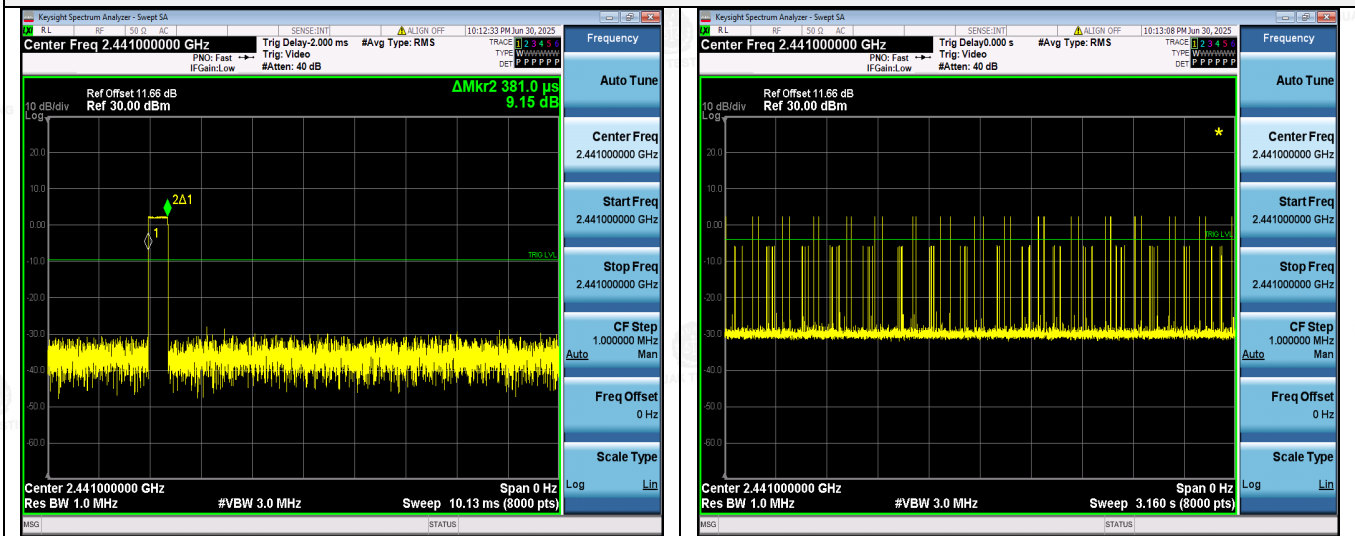 Keysight Spectrum Analyzer - Swept SA
RL RF 50 Ω AC SENSE:INT ALIGN OFF 10:12:33 PM Jun 30, 2025
Center Freq 2.441000000 GHz
PNO: Fast
IFGain:Low
Trig Delay-2.000 ms
Trig: Video
#Atten: 40 dB
#Avg Type: RMS
TRACE 1 2 3 4 5 6
TYPE WWWWWW
DET P P P P P P
ΔMkr2 381.0 µs
9.15 dB
Ref Offset 11.66 dB
10 dB/div Ref 30.00 dBm
Log
20.0
10.0
0.00
-10.0
-20.0
-30.0
-40.0
-50.0
-60.0
2Δ1
1
TRIG LVL
Center 2.441000000 GHz Span 0 Hz
Res BW 1.0 MHz #VBW 3.0 MHz Sweep 10.13 ms (8000 pts)
MSG STATUS
Frequency
Auto Tune
Center Freq
2.441000000 GHz
Start Freq
2.441000000 GHz
Stop Freq
2.441000000 GHz
CF Step
1.000000 MHz
Auto Man
Freq Offset
0 Hz
Scale Type
Log Lin
Keysight Spectrum Analyzer - Swept SA
RL RF 50 Ω AC SENSE:INT ALIGN OFF 10:13:08 PM Jun 30, 2025
Center Freq 2.441000000 GHz
PNO: Fast
IFGain:Low
Trig Delay0.000 s
Trig: Video
#Atten: 40 dB
#Avg Type: RMS
TRACE 1 2 3 4 5 6
TYPE WWWWWW
DET P P P P P P
Ref Offset 11.66 dB
10 dB/div Ref 30.00 dBm
Log
*
20.0
10.0
0.00
-10.0
-20.0
-30.0
-40.0
-50.0
-60.0
TRIG LVL
Center 2.441000000 GHz Span 0 Hz
Res BW 1.0 MHz #VBW 3.0 MHz Sweep 3.160 s (8000 pts)
MSG STATUS
Frequency
Auto Tune
Center Freq
2.441000000 GHz
Start Freq
2.441000000 GHz
Stop Freq
2.441000000 GHz
CF Step
1.000000 MHz
Auto Man
Freq Offset
0 Hz
Scale Type
Log Lin